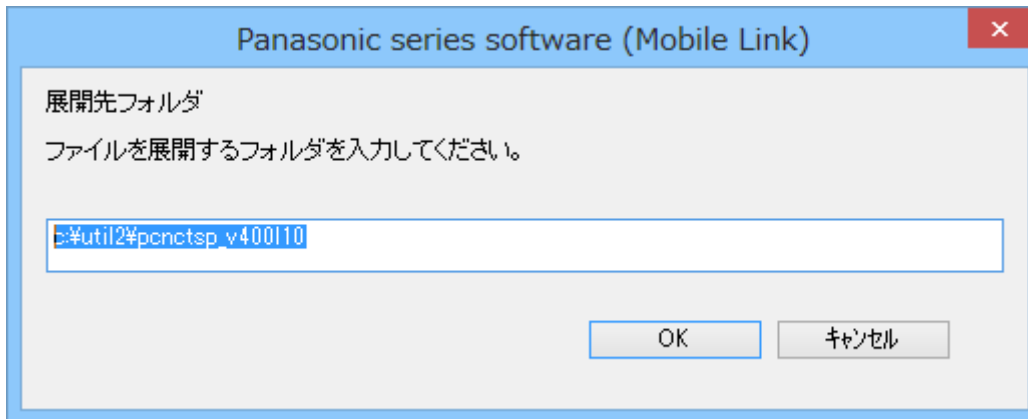 Panasonic series software (Mobile Link)
展開先フォルダ
ファイルを展開するフォルダを入力してください。
c:¥util2¥pcnctsp_v400l10
OK
キャンセル